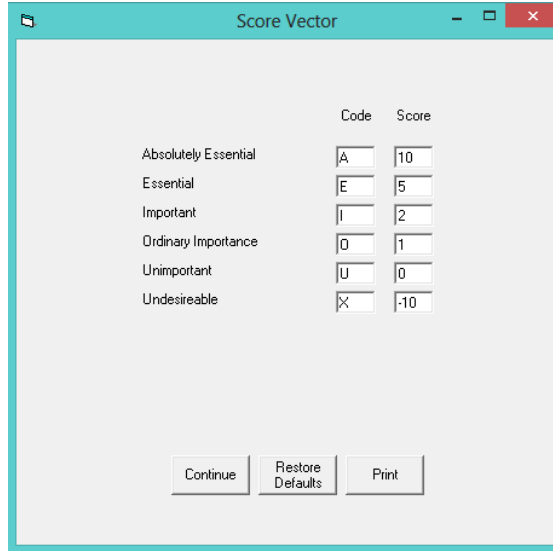 Score Vector
Code Score
Absolutely Essential A 10
Essential E 5
Important I 2
Ordinary Importance O 1
Unimportant U 0
Undesireable X -10
Continue Restore Defaults Print